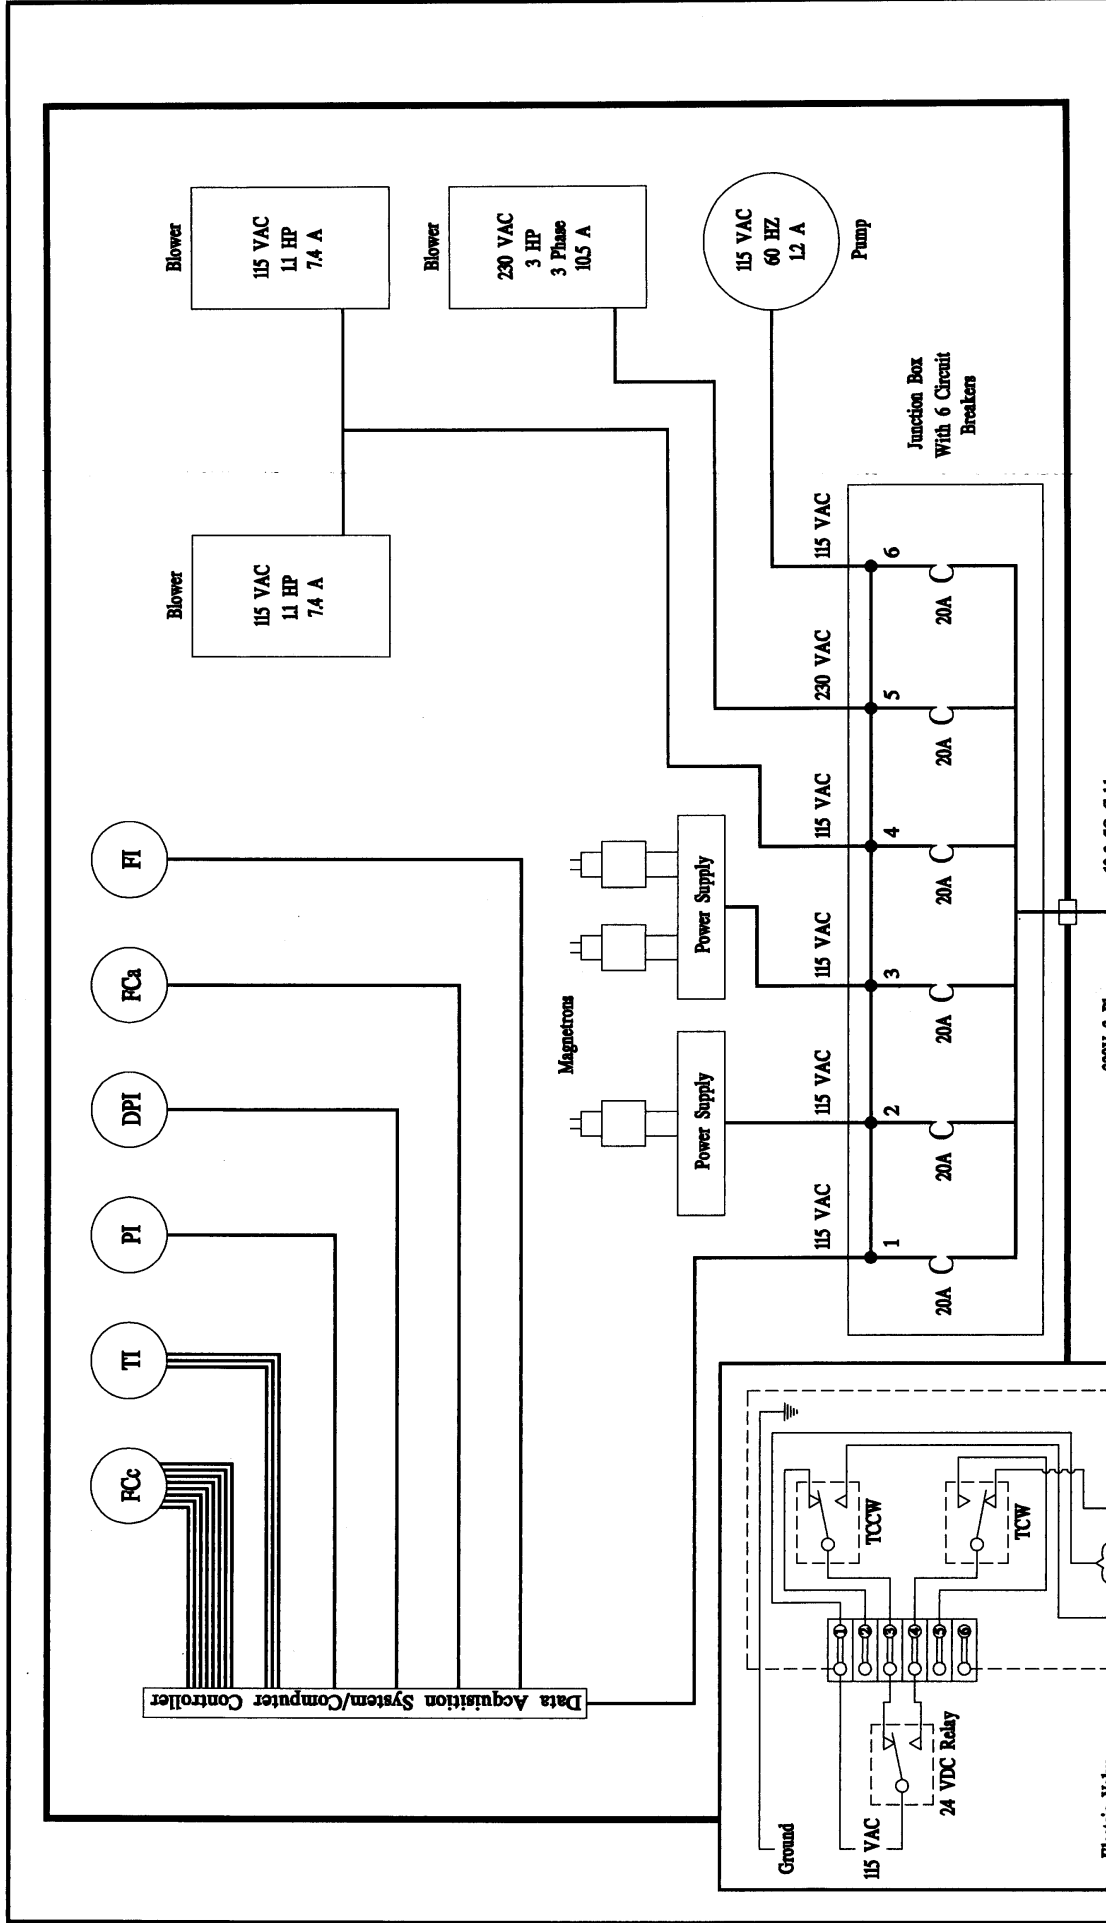 FCc
TI
PI
DPI
FCa
FI
Data Acquisition System/Computer Controller
Blower
115 VAC
1.1 HP
7.4 A
Blower
115 VAC
1.1 HP
7.4 A
Blower
230 VAC
3 HP
3 Phase
10.5 A
115 VAC
60 HZ
1.2 A
Pump
Magnetrons
Power Supply
Power Supply
115 VAC
115 VAC
115 VAC
115 VAC
230 VAC
115 VAC
1
2
3
4
5
6
20A
20A
20A
20A
20A
20A
Junction Box
With 6 Circuit
Breakers
Ground
115 VAC
24 VDC Relay
1
2
3
4
5
6
TCCW
TCW